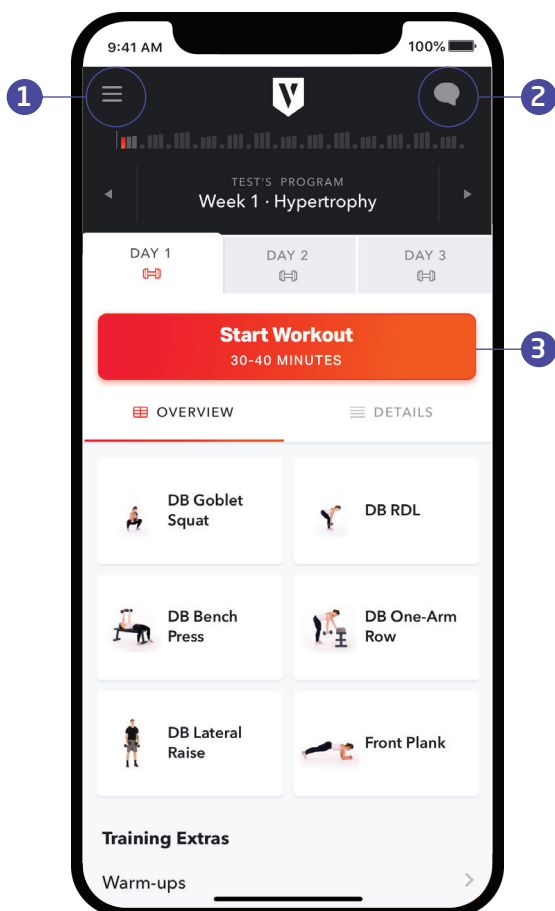 9:41 AM
100%
1
2
TEST'S PROGRAM
Week 1 · Hypertrophy
DAY 1
DAY 2
DAY 3
Start Workout
30-40 MINUTES
3
OVERVIEW
DETAILS
DB Goblet
Squat
DB RDL
DB Bench
Press
DB One-Arm
Row
DB Lateral
Raise
Front Plank
Training Extras
Warm-ups